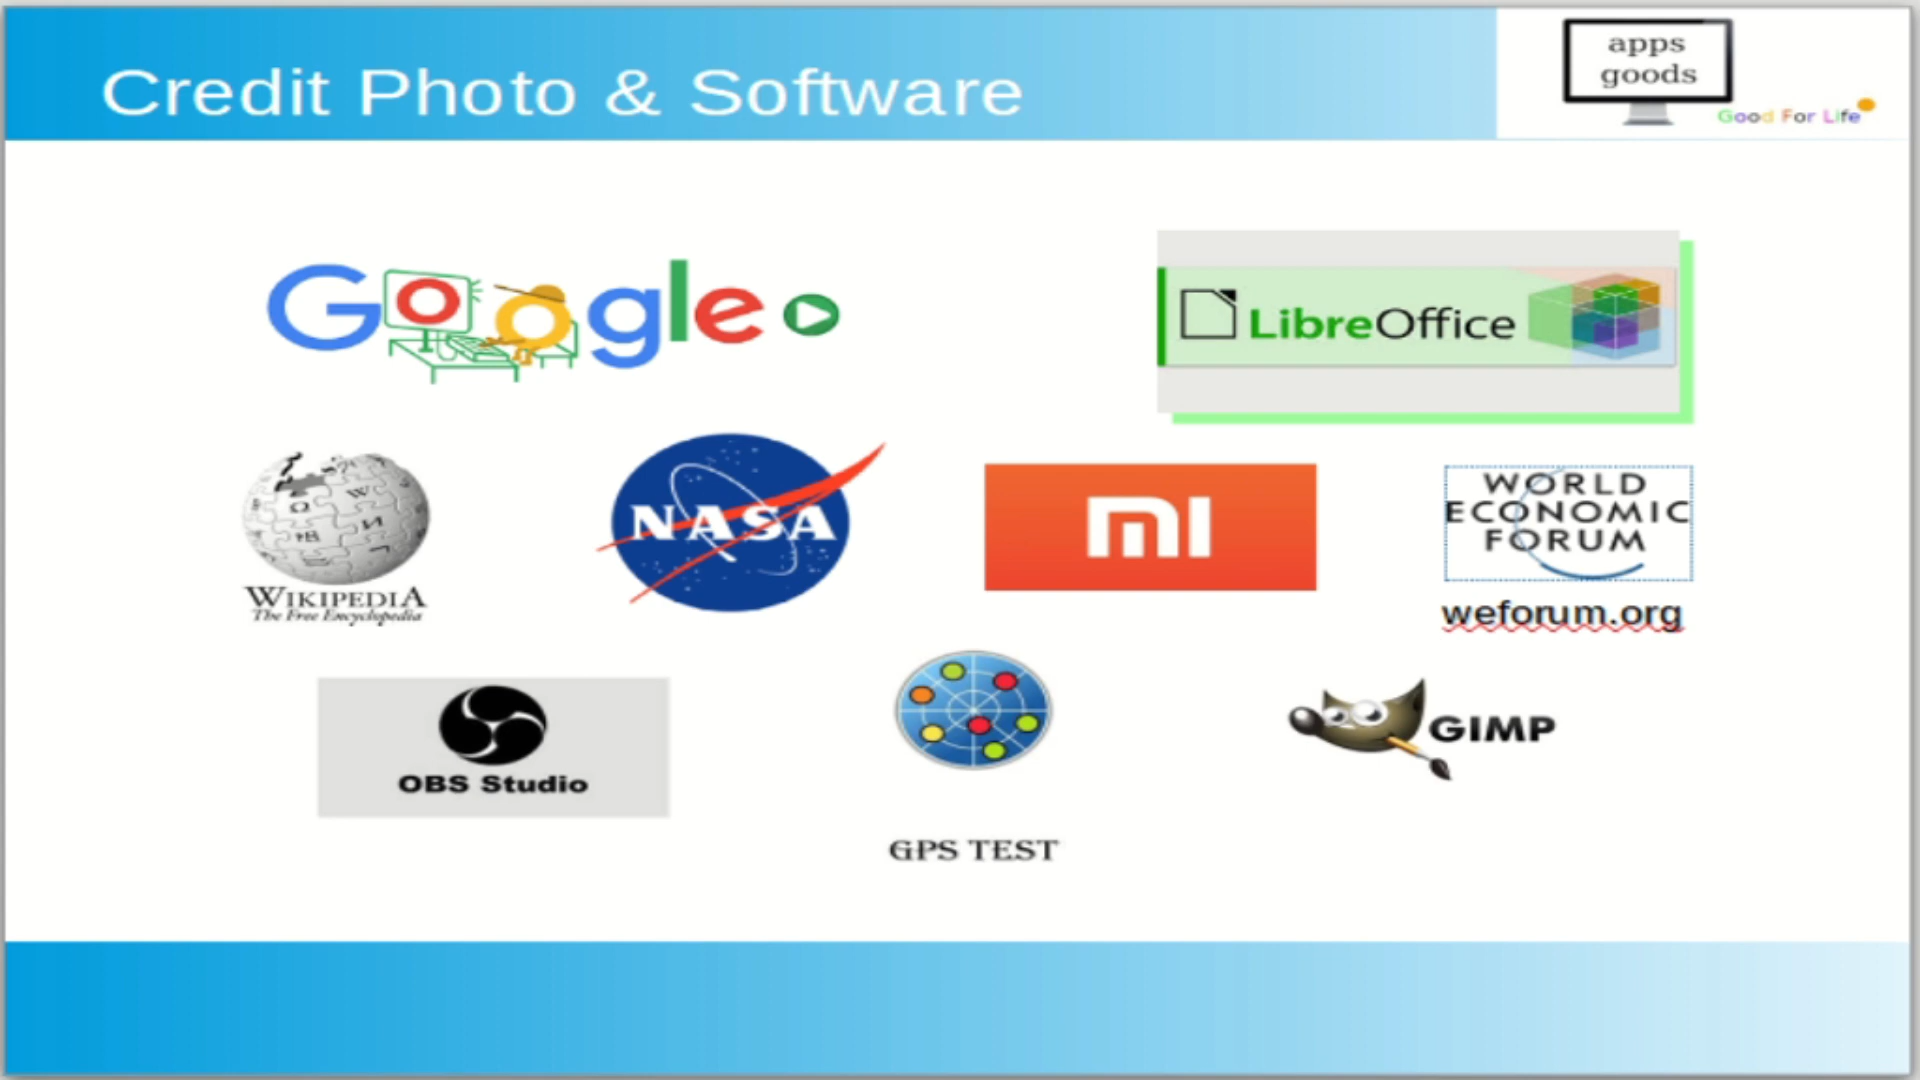 Credit Photo & Software
apps
goods
Good For Life
Google
LibreOffice
WIKIPEDIA
The Free Encyclopedia
NASA
MI
WORLD
ECONOMIC
FORUM
weforum.org
OBS Studio
GPS TEST
GIMP